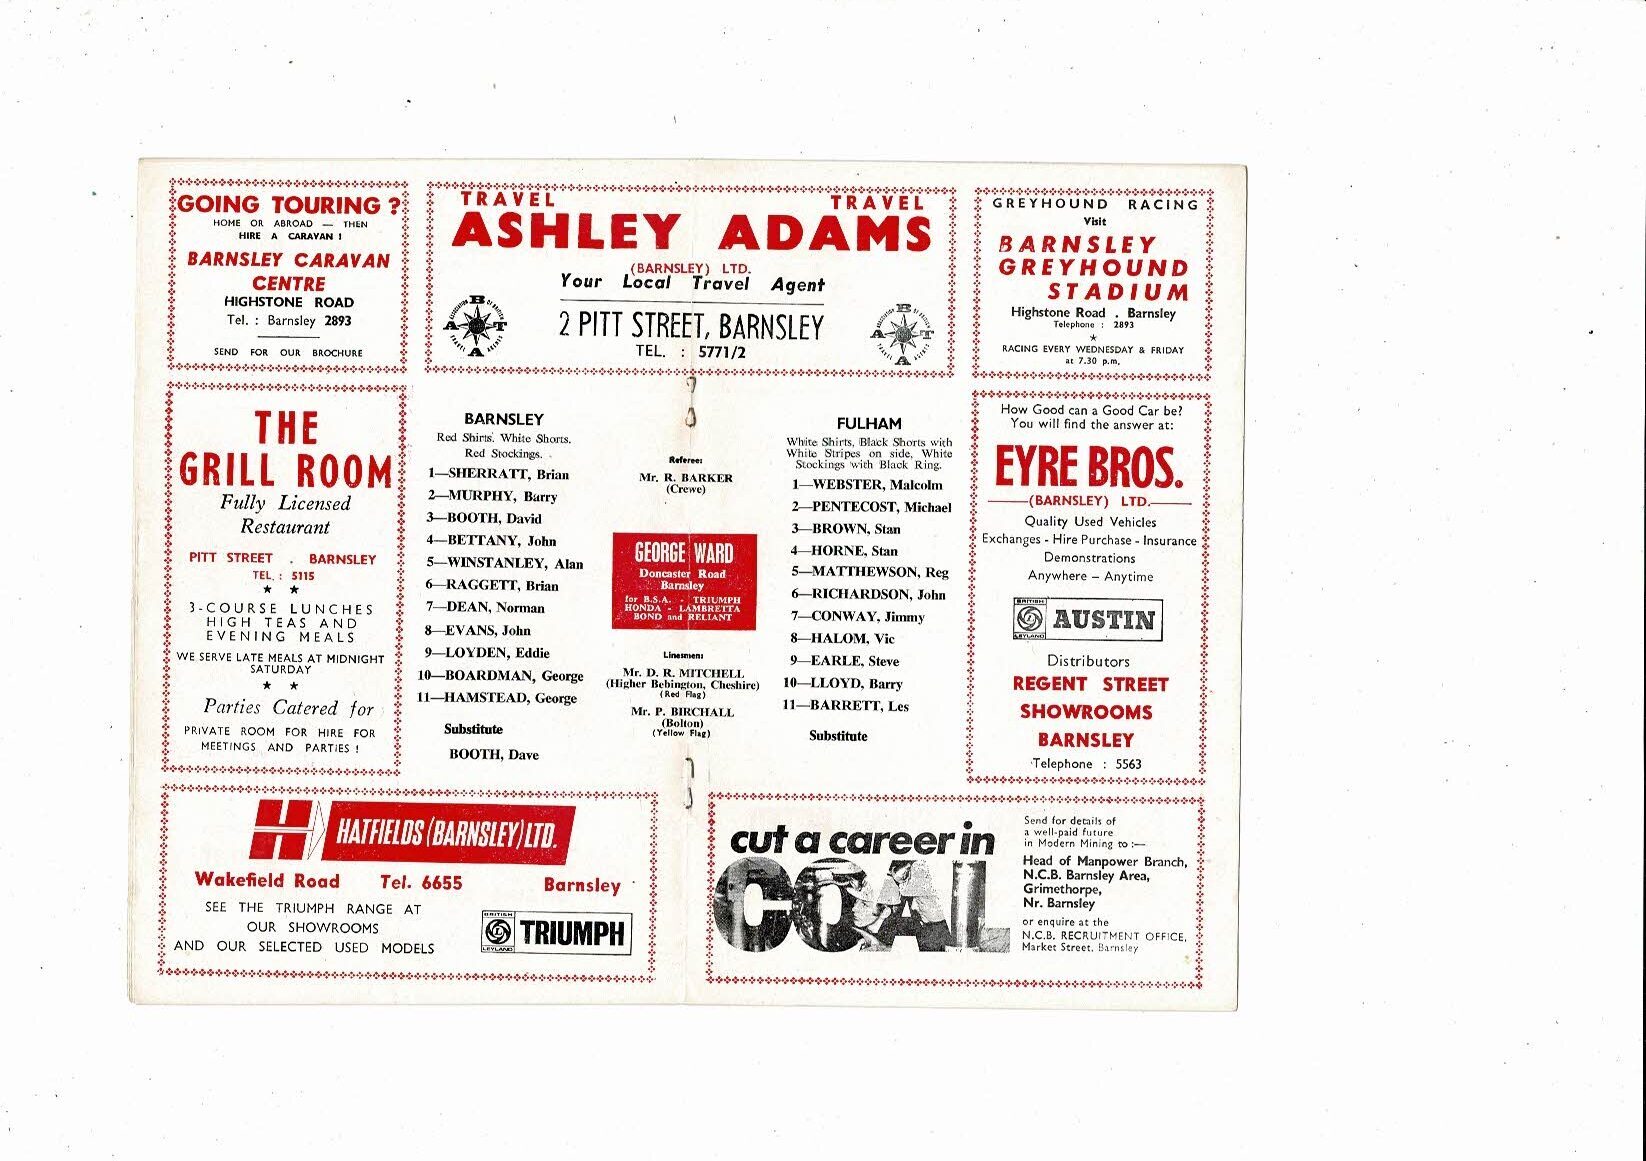 GOING TOURING ?
HOME OR ABROAD — THEN
HIRE A CARAVAN !
BARNSLEY CARAVAN
CENTRE
HIGHSTONE ROAD
Tel. : Barnsley 2893
SEND FOR OUR BROCHURE
TRAVEL TRAVEL
ASHLEY ADAMS
(BARNSLEY) LTD.
Your Local Travel Agent
2 PITT STREET, BARNSLEY
TEL. : 5771/2
GREYHOUND RACING
Visit
BARNSLEY
GREYHOUND
STADIUM
Highstone Road . Barnsley
Telephone : 2893
RACING EVERY WEDNESDAY & FRIDAY
at 7.30 p.m.
THE
GRILL ROOM
Fully Licensed
Restaurant
PITT STREET . BARNSLEY
TEL. : 5115
3-COURSE LUNCHES
HIGH TEAS AND
EVENING MEALS
WE SERVE LATE MEALS AT MIDNIGHT
SATURDAY
Parties Catered for
PRIVATE ROOM FOR HIRE FOR
MEETINGS AND PARTIES !
BARNSLEY
Red Shirts. White Shorts.
Red Stockings.
1—SHERRATT, Brian
2—MURPHY, Barry
3—BOOTH, David
4—BETTANY, John
5—WINSTANLEY, Alan
6—RAGGETT, Brian
7—DEAN, Norman
8—EVANS, John
9—LOYDEN, Eddie
10—BOARDMAN, George
11—HAMSTEAD, George
Substitute
BOOTH, Dave
Referee:
Mr. R. BARKER
(Crewe)
GEORGE WARD
Doncaster Road
Barnsley
for B.S.A. - TRIUMPH
HONDA - LAMBRETTA
BOND and RELIANT
Linesmen:
Mr. D. R. MITCHELL
(Higher Bebington, Cheshire)
(Red Flag)
Mr. P. BIRCHALL
(Bolton)
(Yellow Flag)
FULHAM
White Shirts, Black Shorts with
White Stripes on side, White
Stockings with Black Ring.
1—WEBSTER, Malcolm
2—PENTECOST, Michael
3—BROWN, Stan
4—HORNE, Stan
5—MATTHEWSON, Reg
6—RICHARDSON, John
7—CONWAY, Jimmy
8—HALOM, Vic
9—EARLE, Steve
10—LLOYD, Barry
11—BARRETT, Les
Substitute
How Good can a Good Car be?
You will find the answer at:
EYRE BROS.
(BARNSLEY) LTD.
Quality Used Vehicles
Exchanges - Hire Purchase - Insurance
Demonstrations
Anywhere – Anytime
BRITISH
LEYLAND
AUSTIN
Distributors
REGENT STREET
SHOWROOMS
BARNSLEY
Telephone : 5563
H HATFIELDS (BARNSLEY) LTD.
Wakefield Road Tel. 6655 Barnsley
SEE THE TRIUMPH RANGE AT
OUR SHOWROOMS
AND OUR SELECTED USED MODELS
BRITISH
LEYLAND
TRIUMPH
cut a career in
COAL
Send for details of
a well-paid future
in Modern Mining to :—
Head of Manpower Branch,
N.C.B. Barnsley Area,
Grimethorpe,
Nr. Barnsley
or enquire at the
N.C.B. RECRUITMENT OFFICE,
Market Street, Barnsley